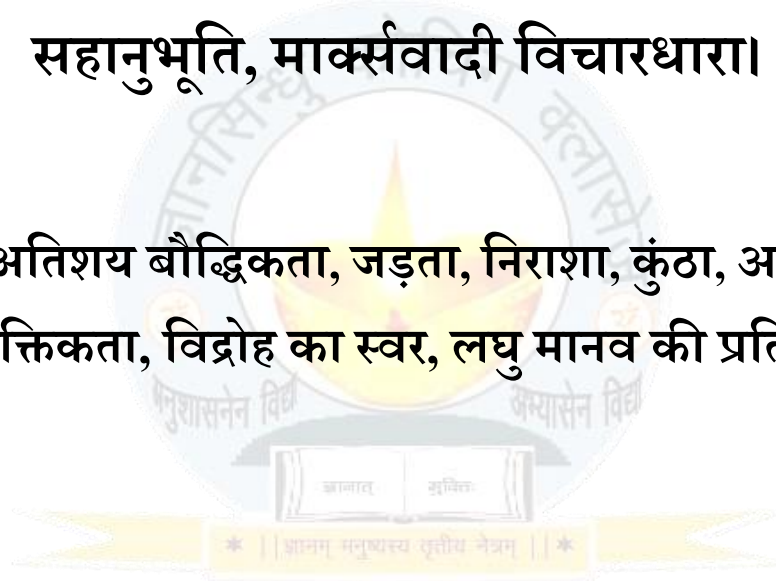 सहानुभूति, मार्क्सवादी विचारधारा।
अतिशय बौद्धिकता, जड़ता, निराशा, कुंठा, अ
क्तिकता, विद्रोह का स्वर, लघु मानव की प्रति
अनुशासनेन विद्या
अभ्यासेन विद्या
ज्ञानात्
मुक्तिः
* ||ज्ञानम् मनुष्यस्य तृतीय नेत्रम् ||*